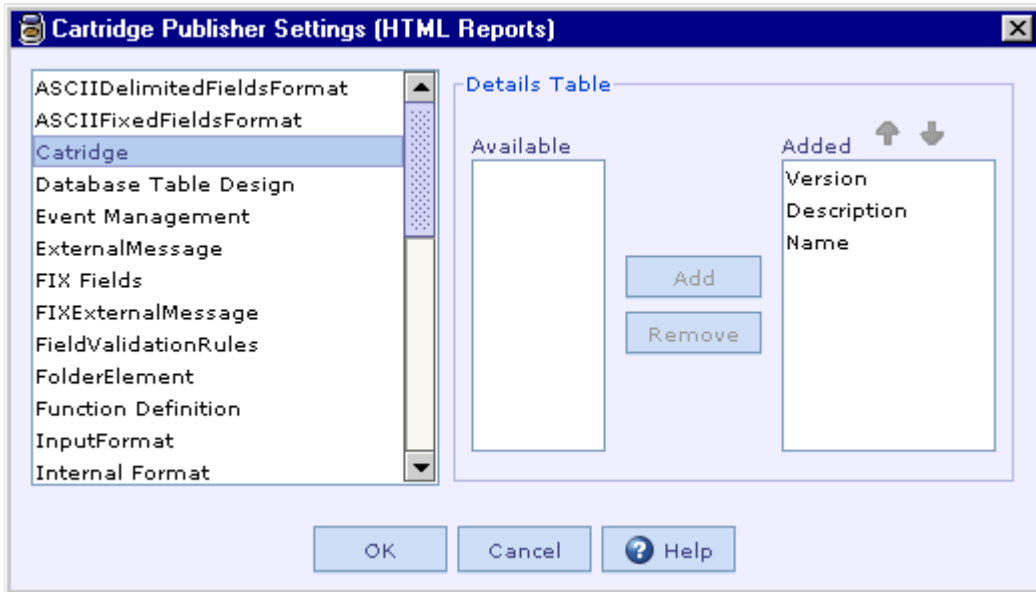 Cartridge Publisher Settings (HTML Reports)
ASCIIDelimitedFieldsFormat
ASCIIFixedFieldsFormat
Catridge
Database Table Design
Event Management
ExternalMessage
FIX Fields
FIXExternalMessage
FieldValidationRules
FolderElement
Function Definition
InputFormat
Internal Format
Details Table
Available
Added
Version
Description
Name
Add
Remove
OK
Cancel
? Help